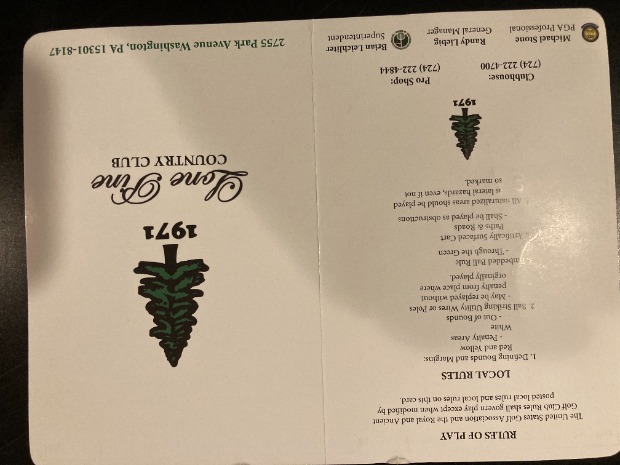 RULES OF PLAY
The United States Golf Association and the Royal and Ancient
Golf Club Rules shall govern play except when modified by
posted local rules and local rules on this card.
LOCAL RULES
1. Defining Bounds and Margins:
Red and Yellow
- Penalty Areas
White
- Out of Bounds
2. Ball Striking Utility Wires or Poles
- May be replayed without
penalty from place where
orginally played.
Embedded Ball Rule
- Through the Green
Artifically Surfaced Cart
Paths & Roads
- Shall be played as obstructions
All naturalized areas should be played
is lateral hazards, even if not
so marked.
1971
Clubhouse:
(724) 222-4700
Pro Shop:
(724) 222-4844
Michael Stone
PGA Professional
Randy Liebig
General Manager
Brian Leichliter
Superintendent
1971
Lone Pine
COUNTRY CLUB
2755 Park Avenue Washington, PA 15301-8147